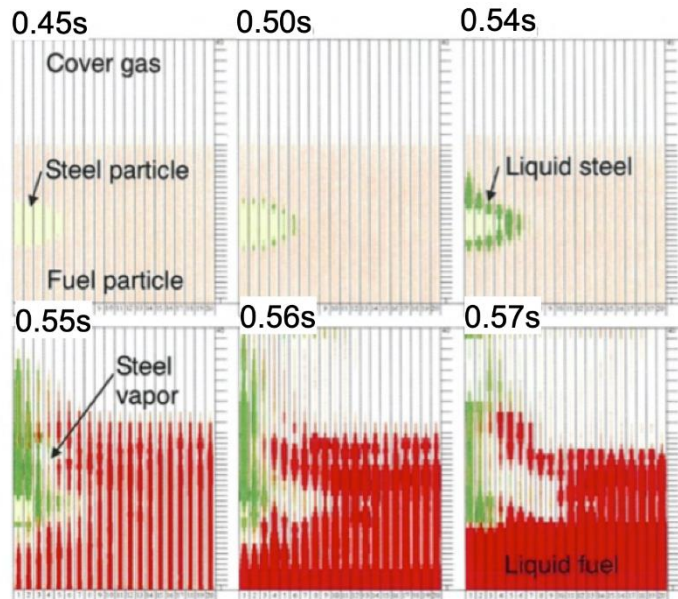 0.45s
0.50s
0.54s
Cover gas
Steel particle
Liquid steel
Fuel particle
0.55s
0.56s
0.57s
Steel
vapor
Liquid fuel